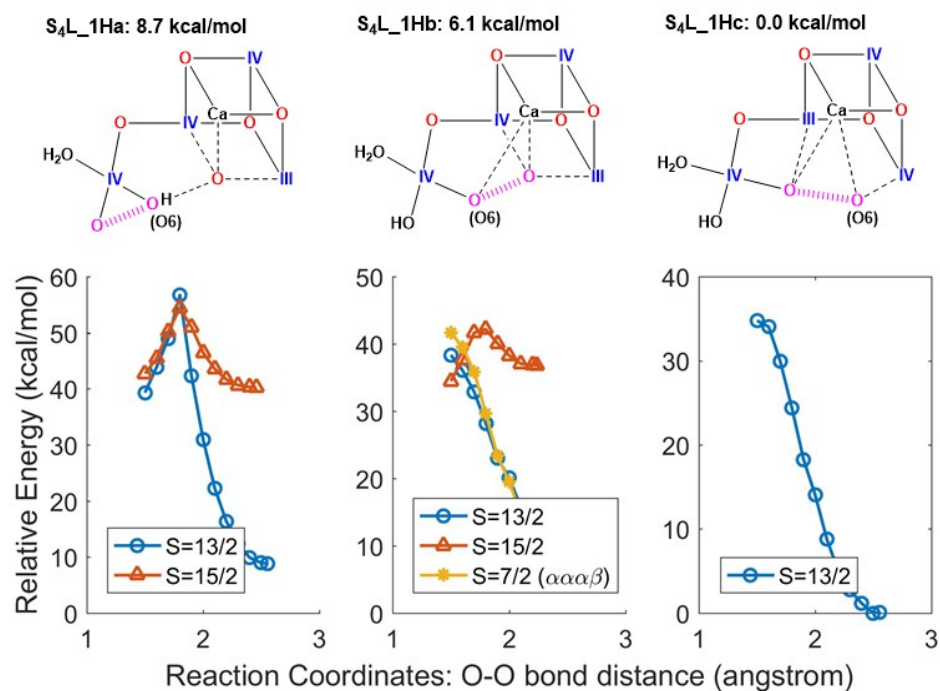 S₄L_1Ha: 8.7 kcal/mol
S₄L_1Hb: 6.1 kcal/mol
S₄L_1Hc: 0.0 kcal/mol
O IV
Ca O
O IV O
H₂O
IV O H O III
O (O6)
O IV
Ca O
O IV O
H₂O
IV O O III
HO (O6)
O IV
Ca O
O III O
H₂O
IV O O IV
HO (O6)
Relative Energy (kcal/mol)
60
50
40
30
20
10
0
S=13/2
S=15/2
1 2 3
50
40
30
20
10
0
S=13/2
S=15/2
S=7/2 (αααβ)
1 2 3
40
30
20
10
0
S=13/2
1 2 3
Reaction Coordinates: O-O bond distance (angstrom)